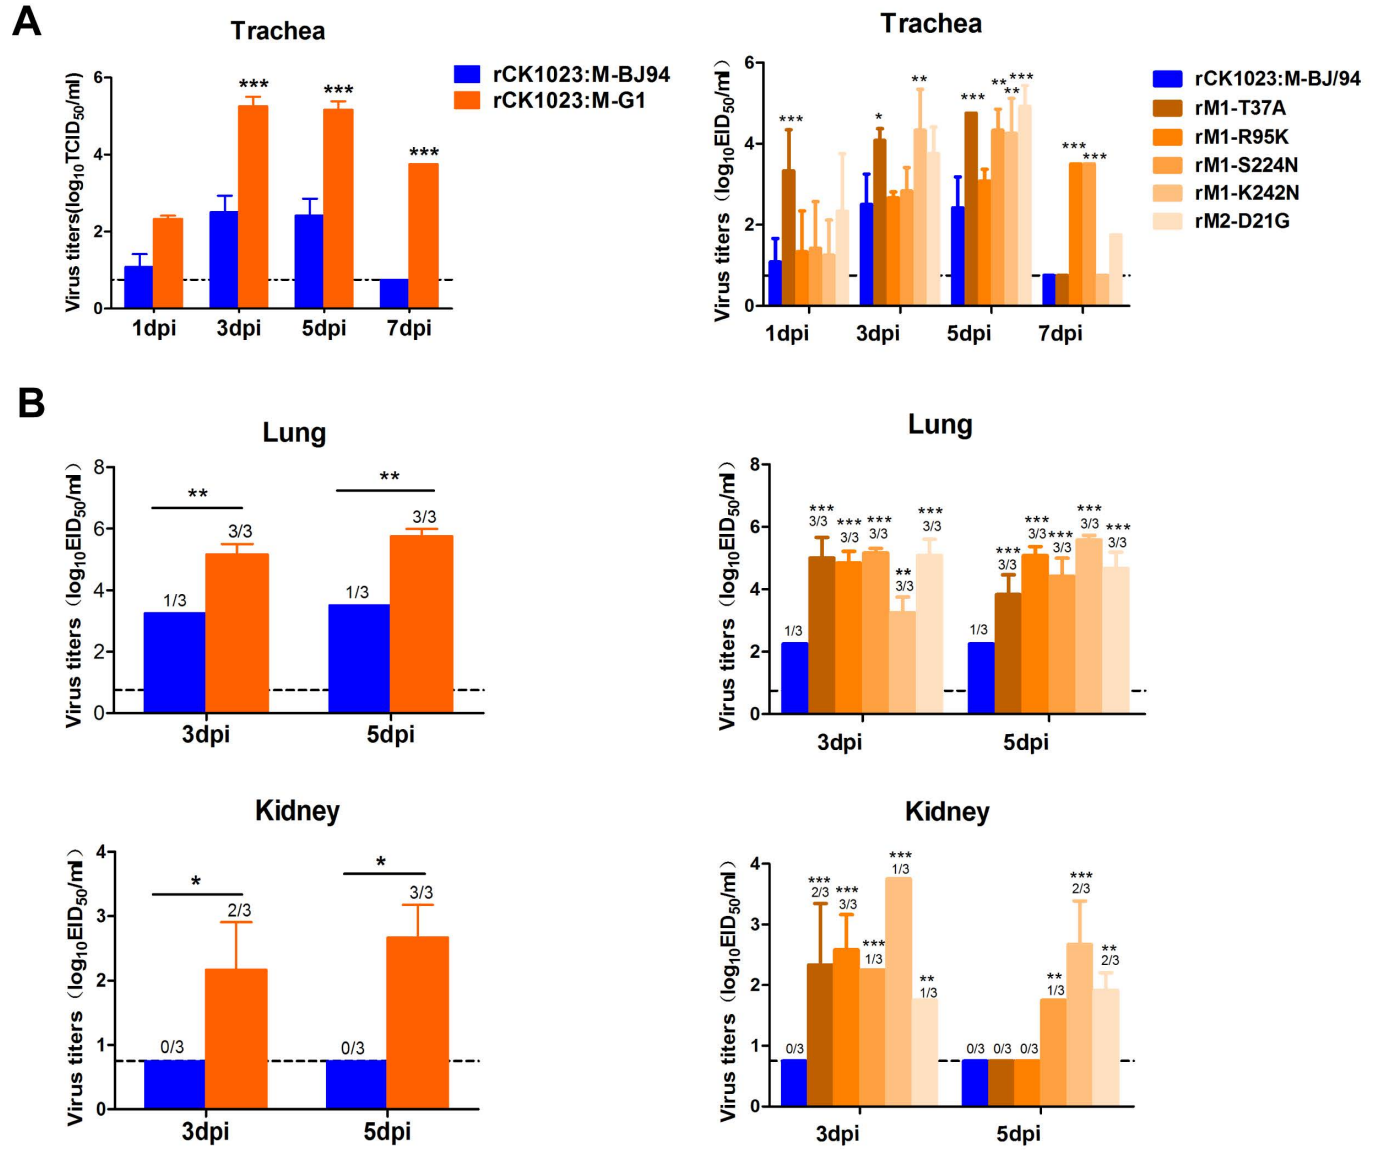 A
Trachea
Virus titers(log10TCID50/ml)
6
4
2
0
***
***
***
1dpi
3dpi
5dpi
7dpi
rCK1023:M-BJ94
rCK1023:M-G1
Trachea
Virus titers（log10EID50/ml）
6
4
2
0
***
*
**
***
**
**
***
***
***
1dpi
3dpi
5dpi
7dpi
rCK1023:M-BJ/94
rM1-T37A
rM1-R95K
rM1-S224N
rM1-K242N
rM2-D21G
B
Lung
Virus titers（log10EID50/ml）
8
6
4
2
0
**
1/3
3/3
**
1/3
3/3
3dpi
5dpi
Lung
Virus titers（log10EID50/ml）
8
6
4
2
0
1/3
***
3/3
***
3/3
***
3/3
**
3/3
***
3/3
1/3
***
3/3
***
3/3
***
3/3
***
3/3
***
3/3
3dpi
5dpi
Kidney
Virus titers（log10EID50/ml）
4
3
2
1
0
*
0/3
2/3
*
0/3
3/3
3dpi
5dpi
Kidney
Virus titers（log10EID50/ml）
4
3
2
1
0
0/3
***
2/3
***
3/3
***
1/3
***
1/3
**
1/3
0/3
0/3
0/3
**
1/3
***
2/3
**
2/3
3dpi
5dpi